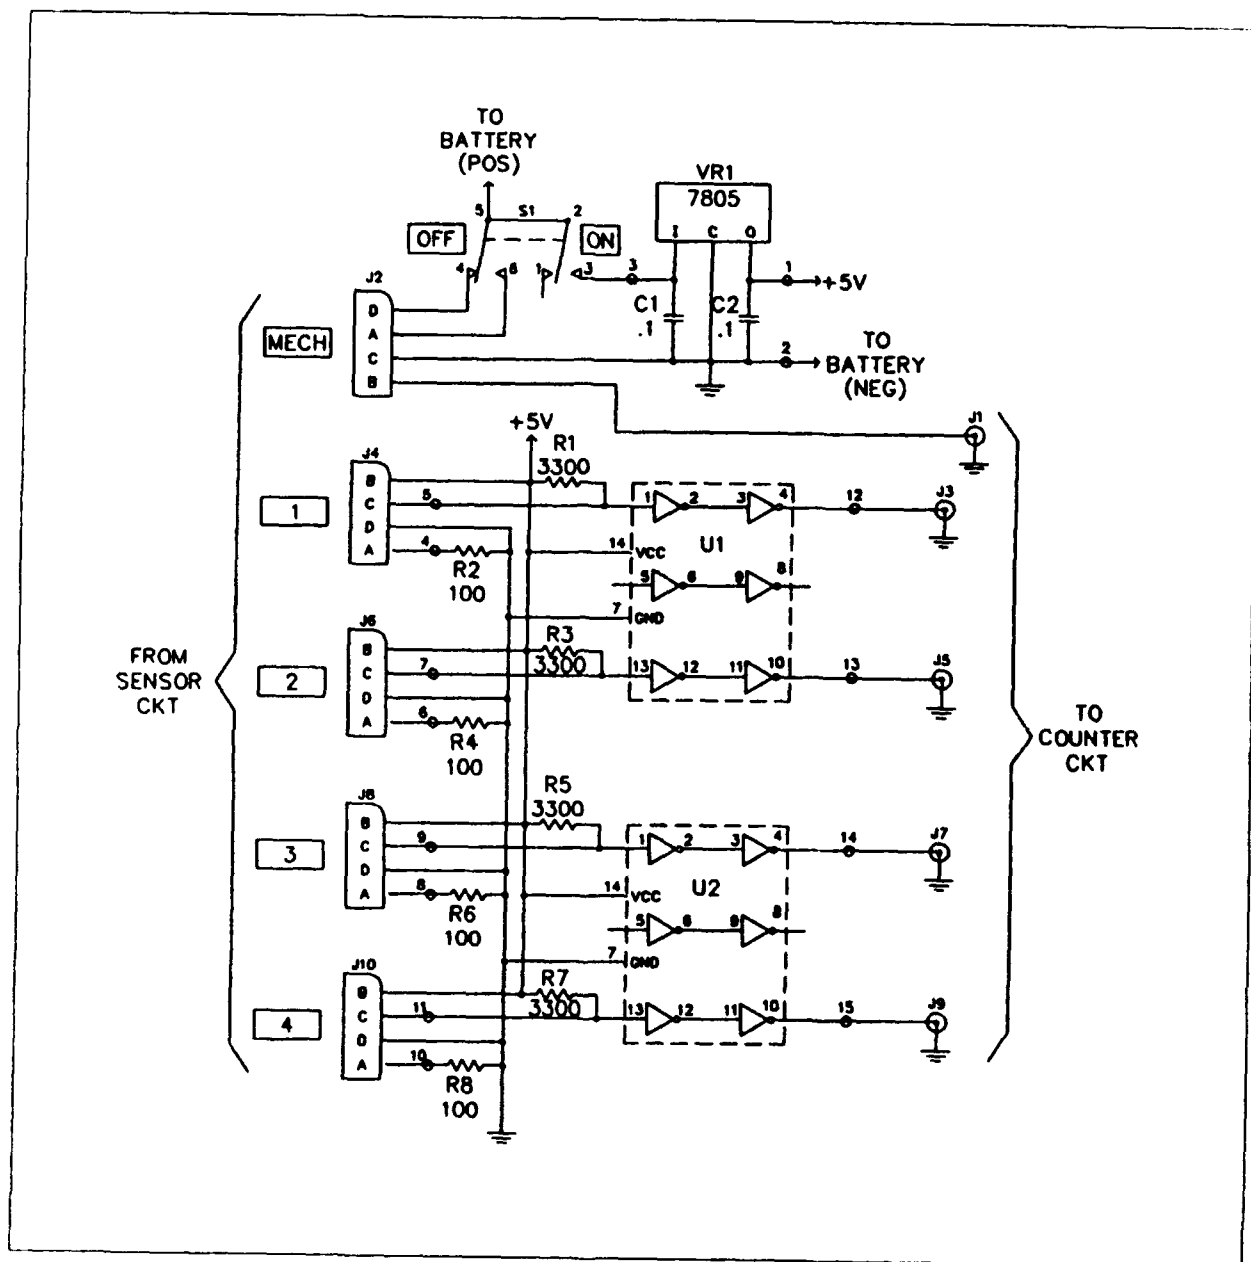 TO
BATTERY
(POS)
VR1
7805
I C O
5 S1 2
OFF ON
4 6 1 3 3
1
+5V
C1
.1
C2
.1
2
TO
BATTERY
(NEG)
J2
D
A
C
B
MECH
J1
+5V
R1
3300
J4
B
C
D
A
1
5
4
R2
100
1 2 3 4
12
J3
14 VCC
U1
5 6 9 8
7 GND
J6
B
C
D
A
2
7
6
R3
3300
R4
100
13 12 11 10
13
J5
FROM
SENSOR
CKT
TO
COUNTER
CKT
J8
B
C
D
A
3
9
8
R5
3300
R6
100
1 2 3 4
14
J7
14 VCC
U2
5 6 9 8
7 GND
J10
B
C
D
A
4
11
10
R7
3300
R8
100
13 12 11 10
15
J9